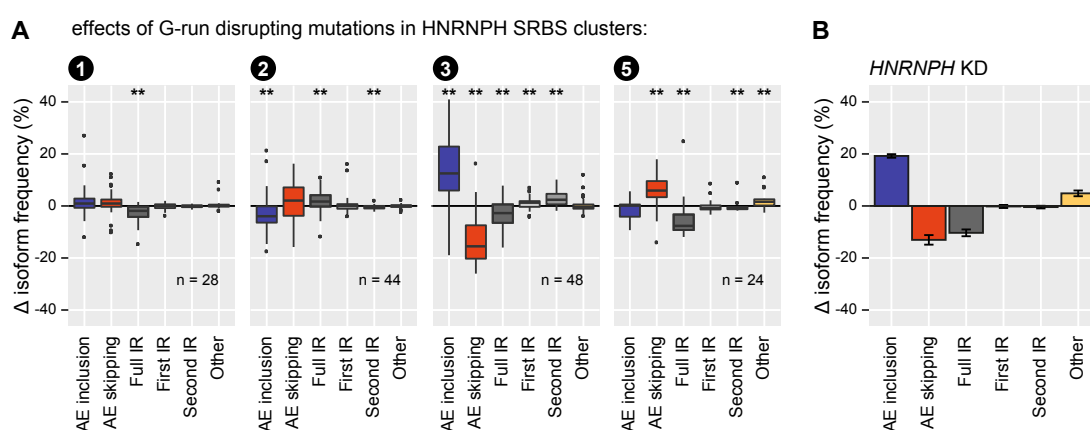 A effects of G-run disrupting mutations in HNRNPH SRBS clusters:
1 2 3 5
Δ isoform frequency (%)
40
20
0
-20
-40
**
n = 28
** ** **
n = 44
** ** ** ** **
n = 48
** ** ** **
n = 24
AE inclusion
AE skipping
Full IR
First IR
Second IR
Other
AE inclusion
AE skipping
Full IR
First IR
Second IR
Other
AE inclusion
AE skipping
Full IR
First IR
Second IR
Other
AE inclusion
AE skipping
Full IR
First IR
Second IR
Other
B
HNRNPH KD
Δ isoform frequency (%)
40
20
0
-20
-40
AE inclusion
AE skipping
Full IR
First IR
Second IR
Other